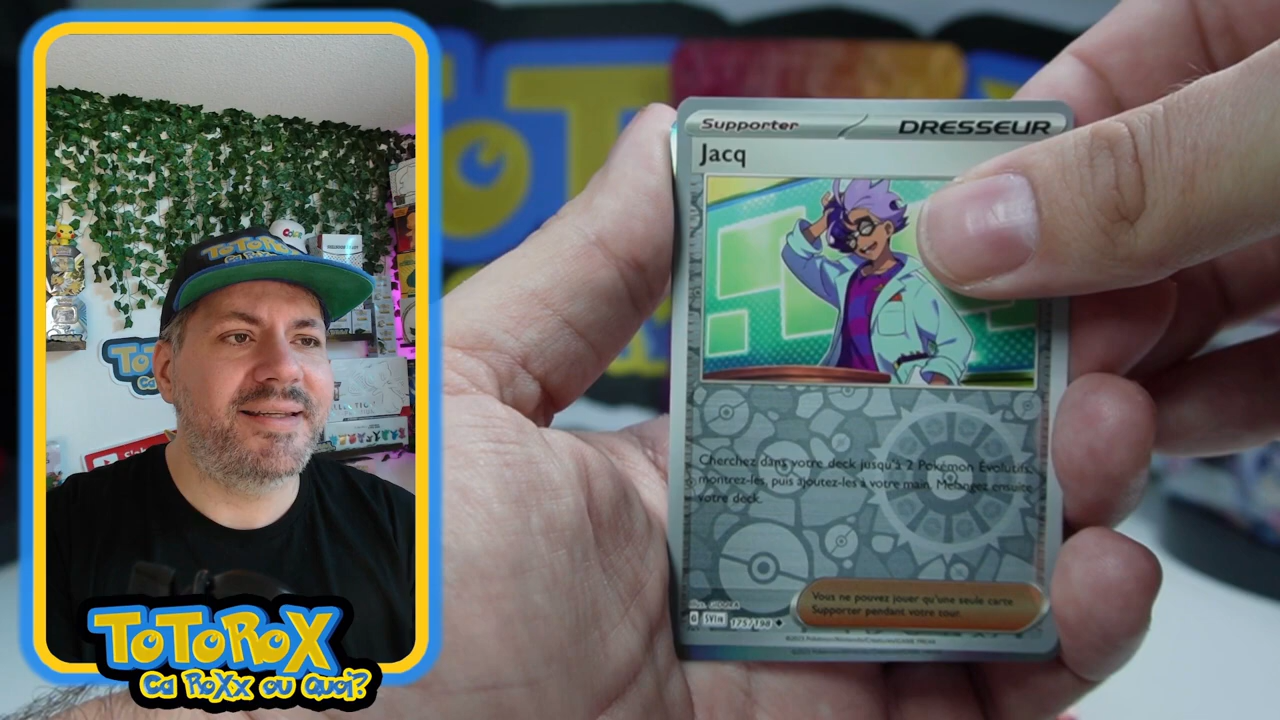 TOTOROX
Ca RoXx ou Quoi?
Supporter
DRESSEUR
Jacq
Cherchez dans votre deck jusqu'à 2 Pokémon Évolutifs,
montrez-les, puis ajoutez-les à votre main. Mélangez ensuite
votre deck.
Vous ne pouvez jouer qu'une seule carte
Supporter pendant votre tour.
G SVI FR 175/198